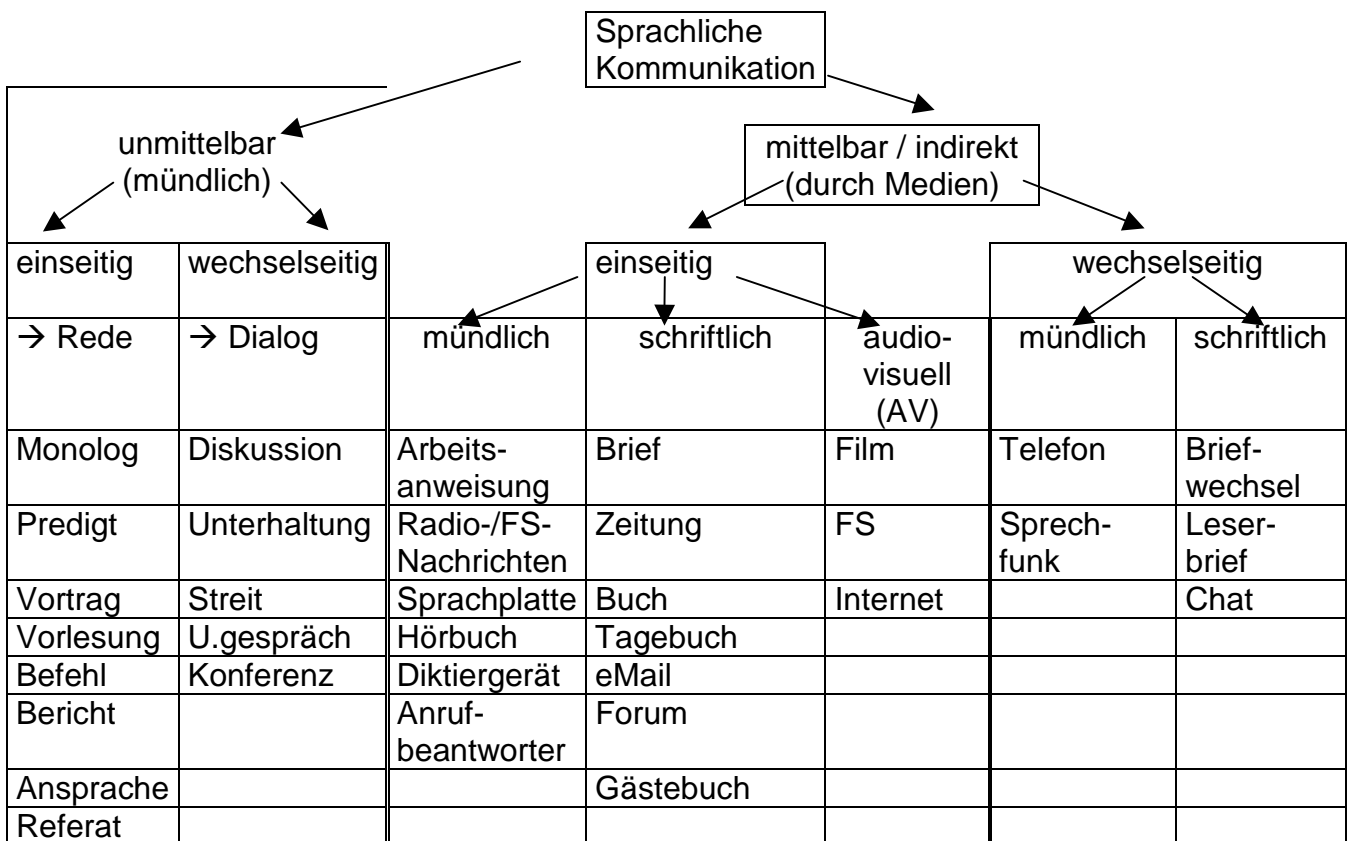 Sprachliche
Kommunikation
unmittelbar
(mündlich)
mittelbar / indirekt
(durch Medien)
einseitig wechselseitig einseitig wechselseitig
→ Rede → Dialog mündlich schriftlich audio- mündlich schriftlich
visuell
(AV)
Monolog Diskussion Arbeits- Brief Film Telefon Brief-
anweisung wechsel
Predigt Unterhaltung Radio-/FS- Zeitung FS Sprech- Leser-
Nachrichten funk brief
Vortrag Streit Sprachplatte Buch Internet Chat
Vorlesung U.gespräch Hörbuch Tagebuch
Befehl Konferenz Diktiergerät eMail
Bericht Anruf- Forum
beantworter
Ansprache Gästebuch
Referat